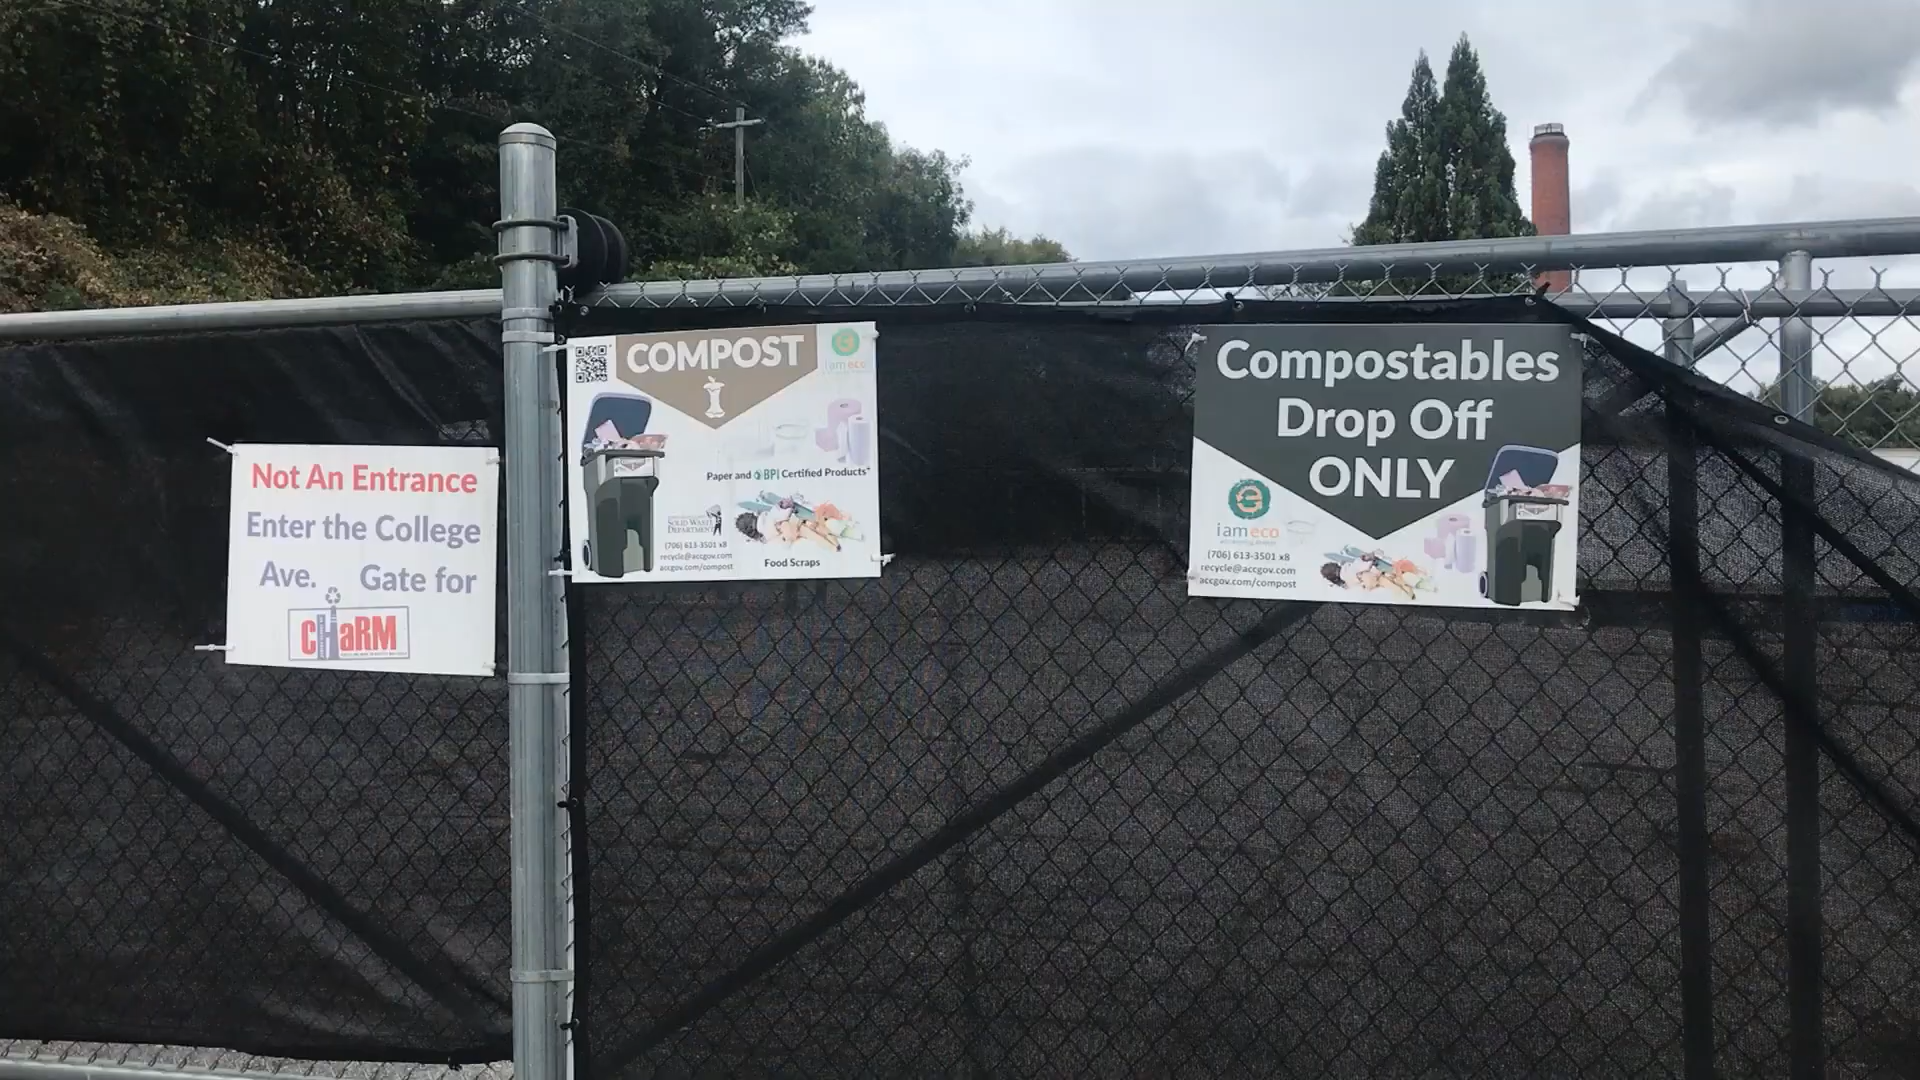 Not An Entrance
Enter the College
Ave. Gate for
CHaRM
COMPOST
iameco
Paper and BPI Certified Products*
SOLID WASTE
DEPARTMENT
(706) 613-3501 x8
recycle@accgov.com
accgov.com/compost
Food Scraps
Compostables
Drop Off
ONLY
iameco
(706) 613-3501 x8
recycle@accgov.com
accgov.com/compost